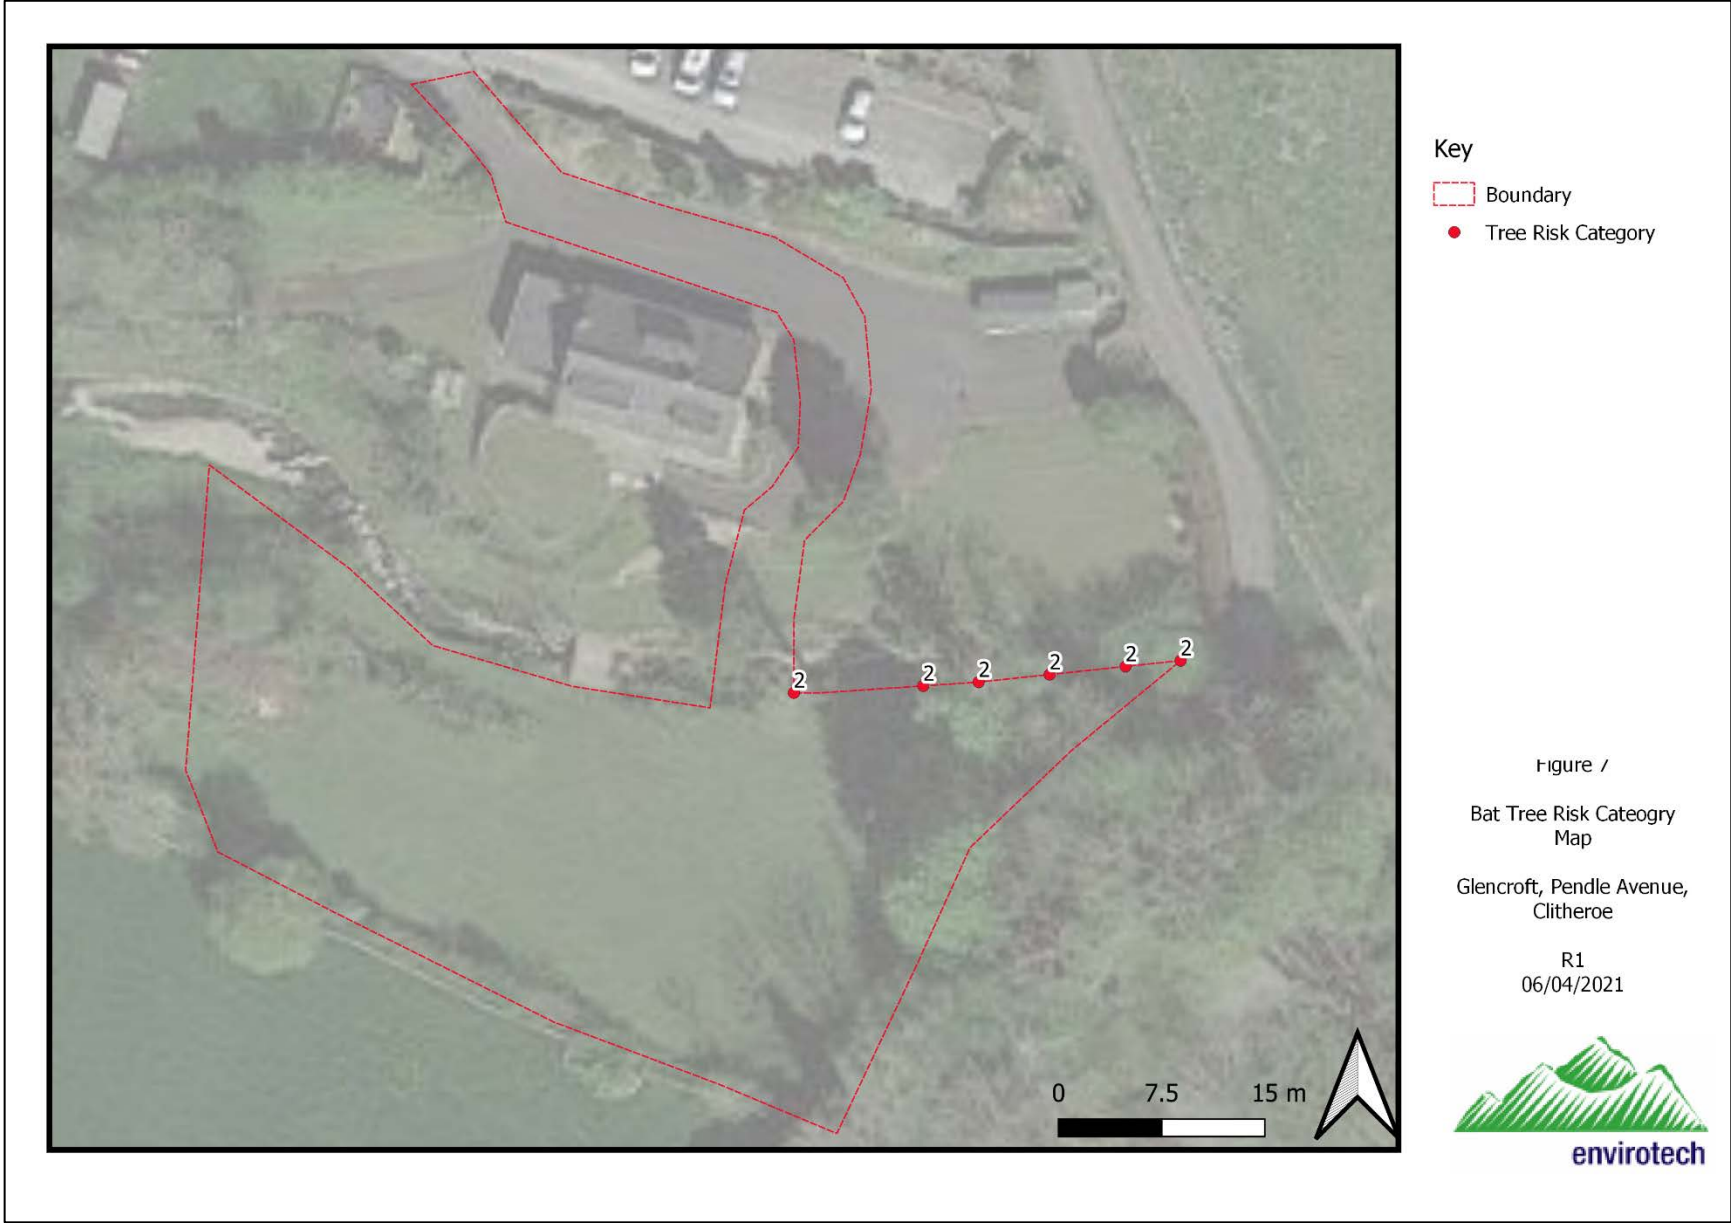 Key
Boundary
Tree Risk Category
2
2
2
2
2
2
0 7.5 15 m
Figure 7
Bat Tree Risk Cateogry
Map
Glencroft, Pendle Avenue,
Clitheroe
R1
06/04/2021
envirotech